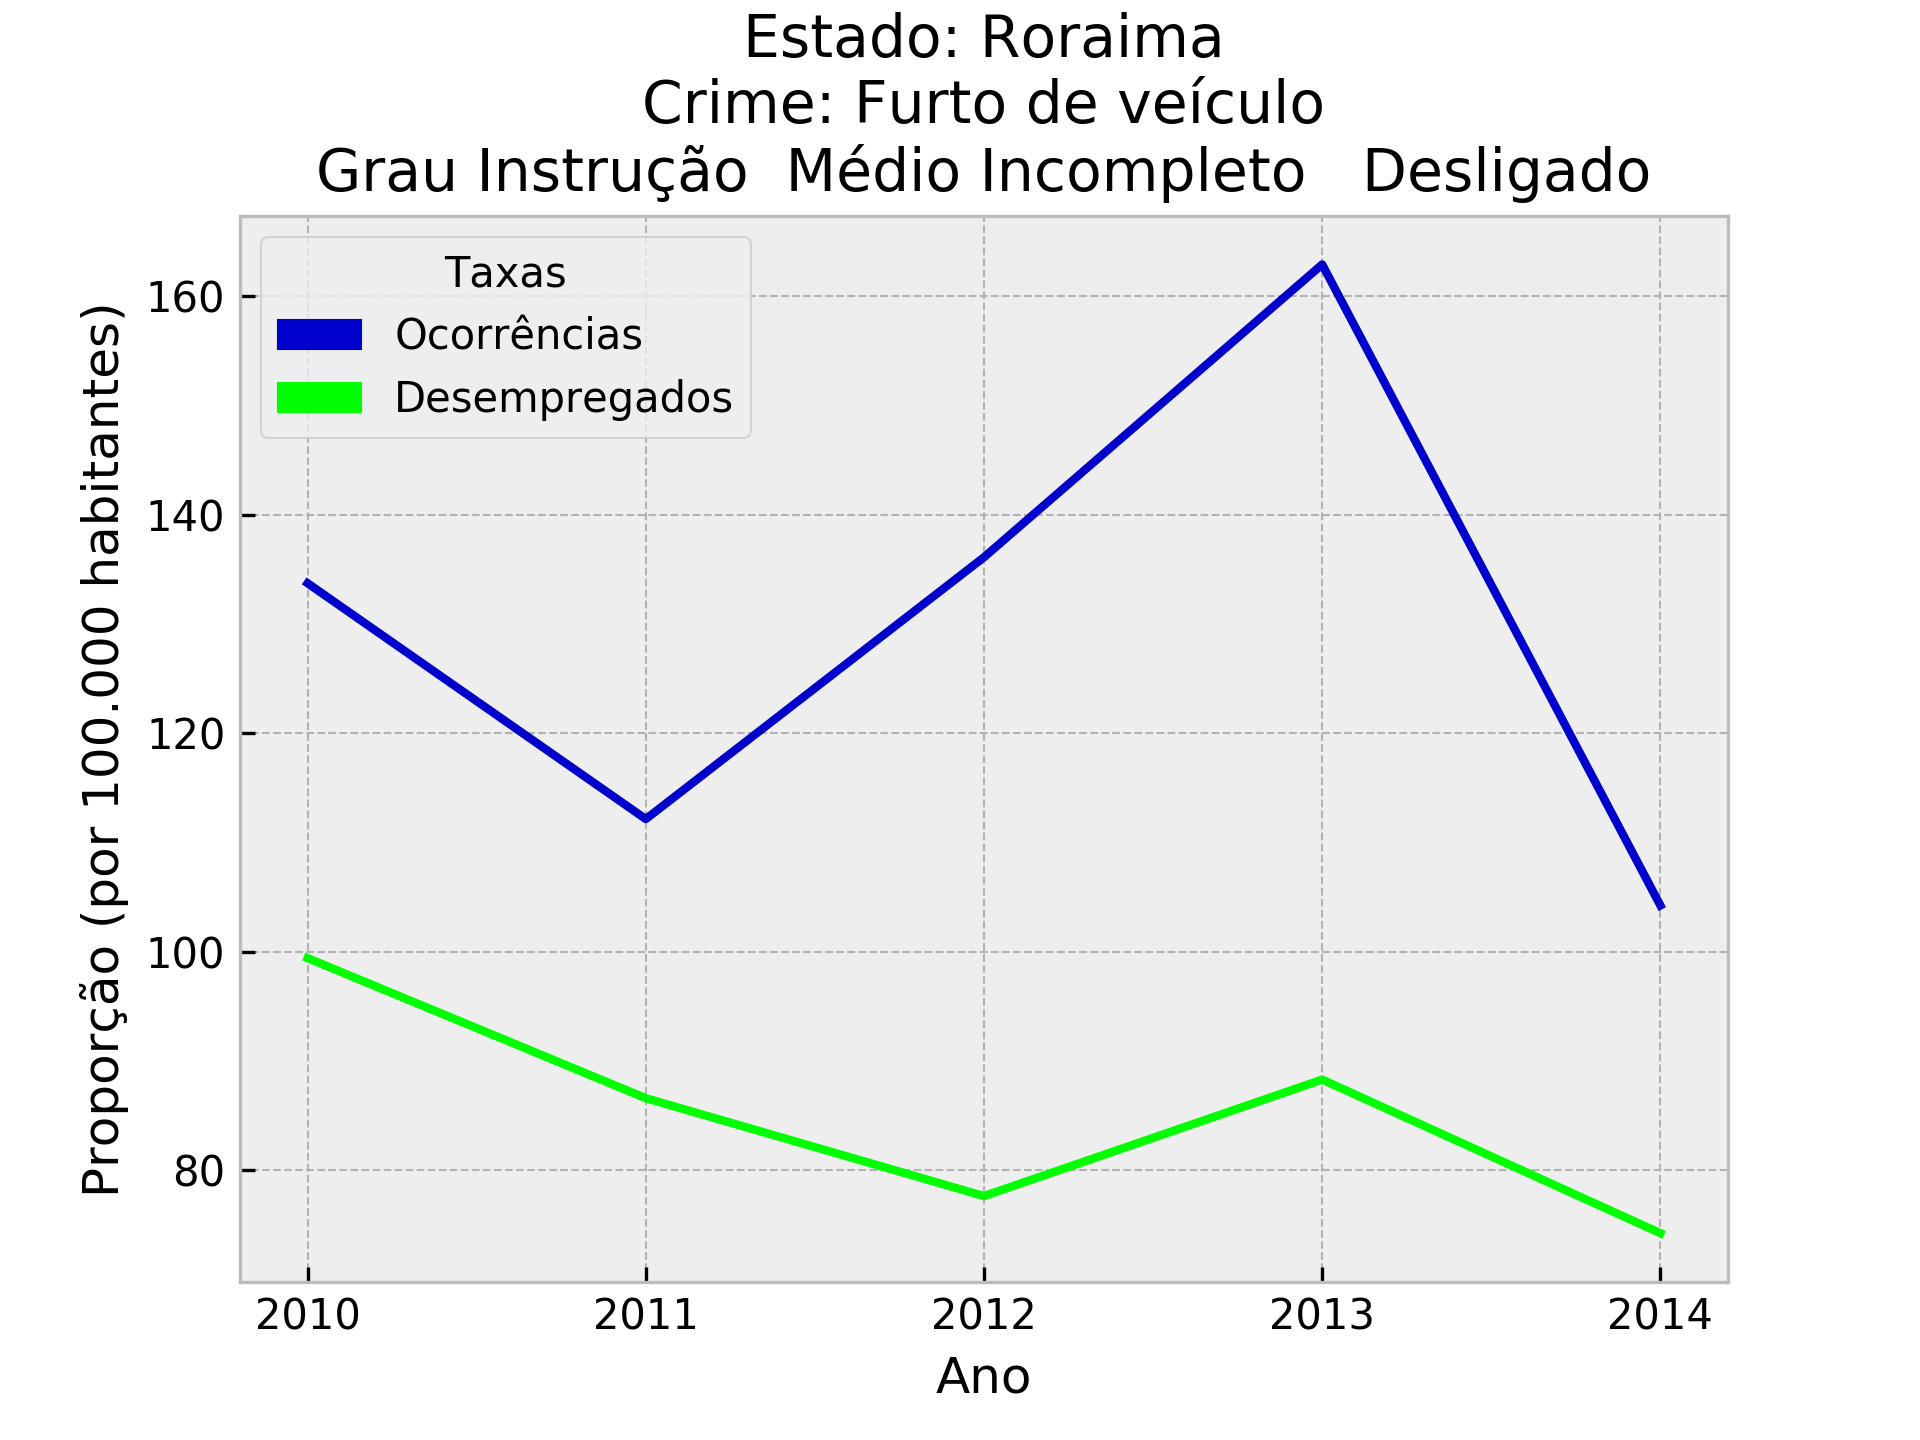 Estado: Roraima
Crime: Furto de veículo
Grau Instrução  Médio Incompleto   Desligado
Taxas
Ocorrências
Desempregados
Proporção (por 100.000 habitantes)
160
140
120
100
80
2010 2011 2012 2013 2014
Ano